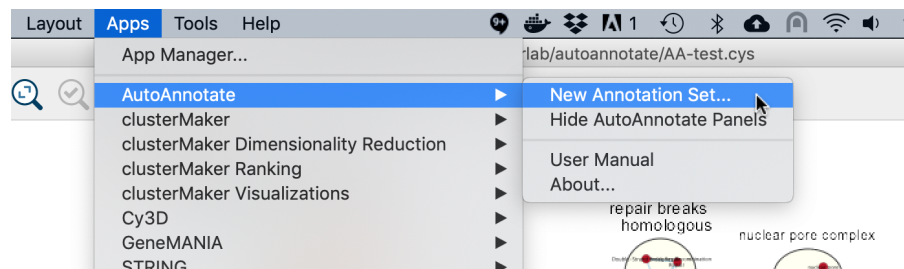 Layout Apps Tools Help 9+ 1
rlab/autoannotate/AA-test.cys
App Manager...
AutoAnnotate
New Annotation Set...
clusterMaker
Hide AutoAnnotate Panels
clusterMaker Dimensionality Reduction
clusterMaker Ranking
User Manual
clusterMaker Visualizations
About...
Cy3D
GeneMANIA
STRING
repair breaks
homologous
nuclear pore complex